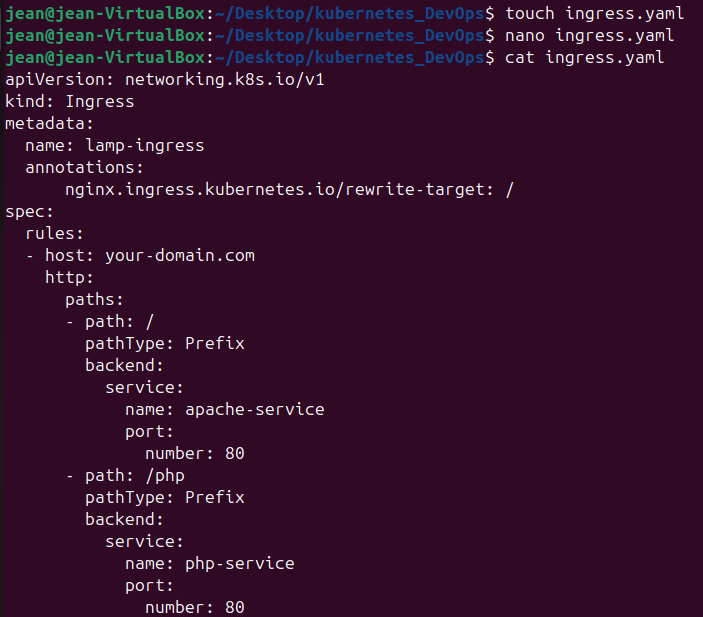 jean@jean-VirtualBox:~/Desktop/kubernetes_DevOps$ touch ingress.yaml
jean@jean-VirtualBox:~/Desktop/kubernetes_DevOps$ nano ingress.yaml
jean@jean-VirtualBox:~/Desktop/kubernetes_DevOps$ cat ingress.yaml
apiVersion: networking.k8s.io/v1
kind: Ingress
metadata:
  name: lamp-ingress
  annotations:
      nginx.ingress.kubernetes.io/rewrite-target: /
spec:
  rules:
  - host: your-domain.com
    http:
      paths:
      - path: /
        pathType: Prefix
        backend:
          service:
            name: apache-service
            port:
              number: 80
      - path: /php
        pathType: Prefix
        backend:
          service:
            name: php-service
            port:
              number: 80